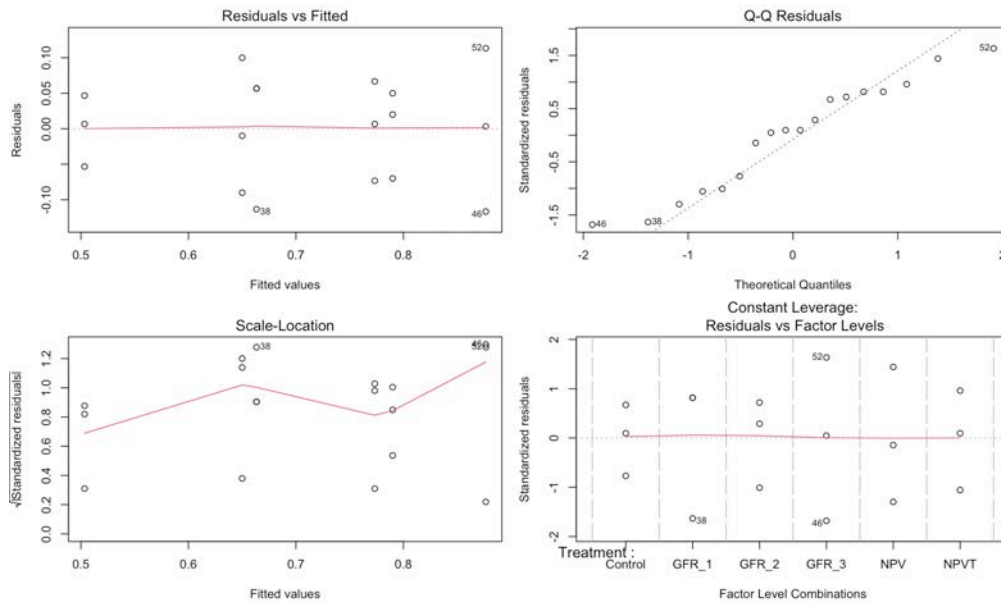 Residuals vs Fitted
Residuals
0.10
0.05
0.00
-0.10
52
38
46
0.5
0.6
0.7
0.8
Fitted values
Q-Q Residuals
Standardized residuals
1.5
0.5
-0.5
-1.5
52
46
38
-1
0
1
2
Theoretical Quantiles
Scale-Location
√|Standardized residuals|
1.2
1.0
0.8
0.6
0.4
0.2
0.0
38
0.5
0.6
0.7
0.8
Fitted values
Constant Leverage:
Residuals vs Factor Levels
Standardized residuals
2
1
0
-1
-2
52
38
46
Treatment :
Control GFR_1 GFR_2 GFR_3 NPV NPVT
Factor Level Combinations